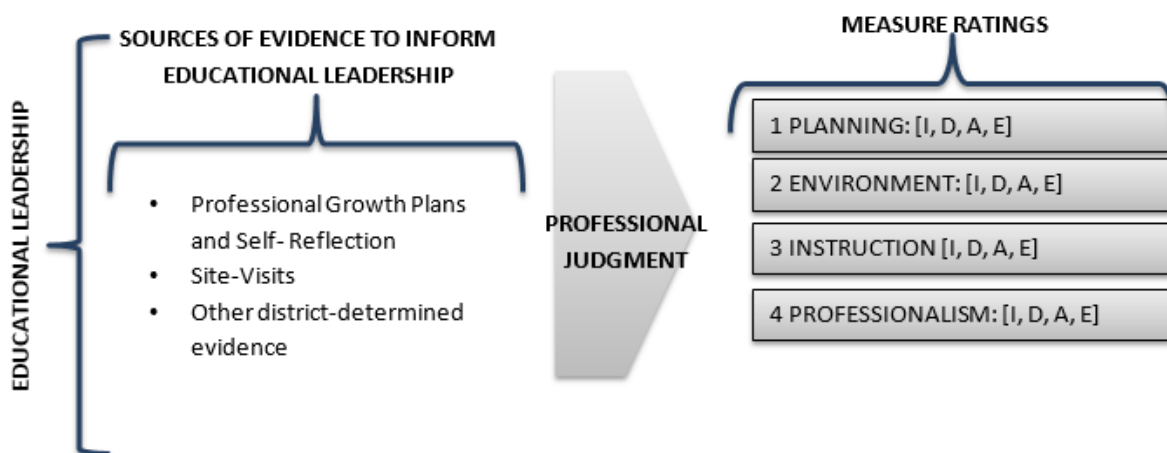 EDUCATIONAL LEADERSHIP
SOURCES OF EVIDENCE TO INFORM
EDUCATIONAL LEADERSHIP
• Professional Growth Plans
and Self- Reflection
• Site-Visits
• Other district-determined
evidence
PROFESSIONAL
JUDGMENT
MEASURE RATINGS
1 PLANNING: [I, D, A, E]
2 ENVIRONMENT: [I, D, A, E]
3 INSTRUCTION [I, D, A, E]
4 PROFESSIONALISM: [I, D, A, E]